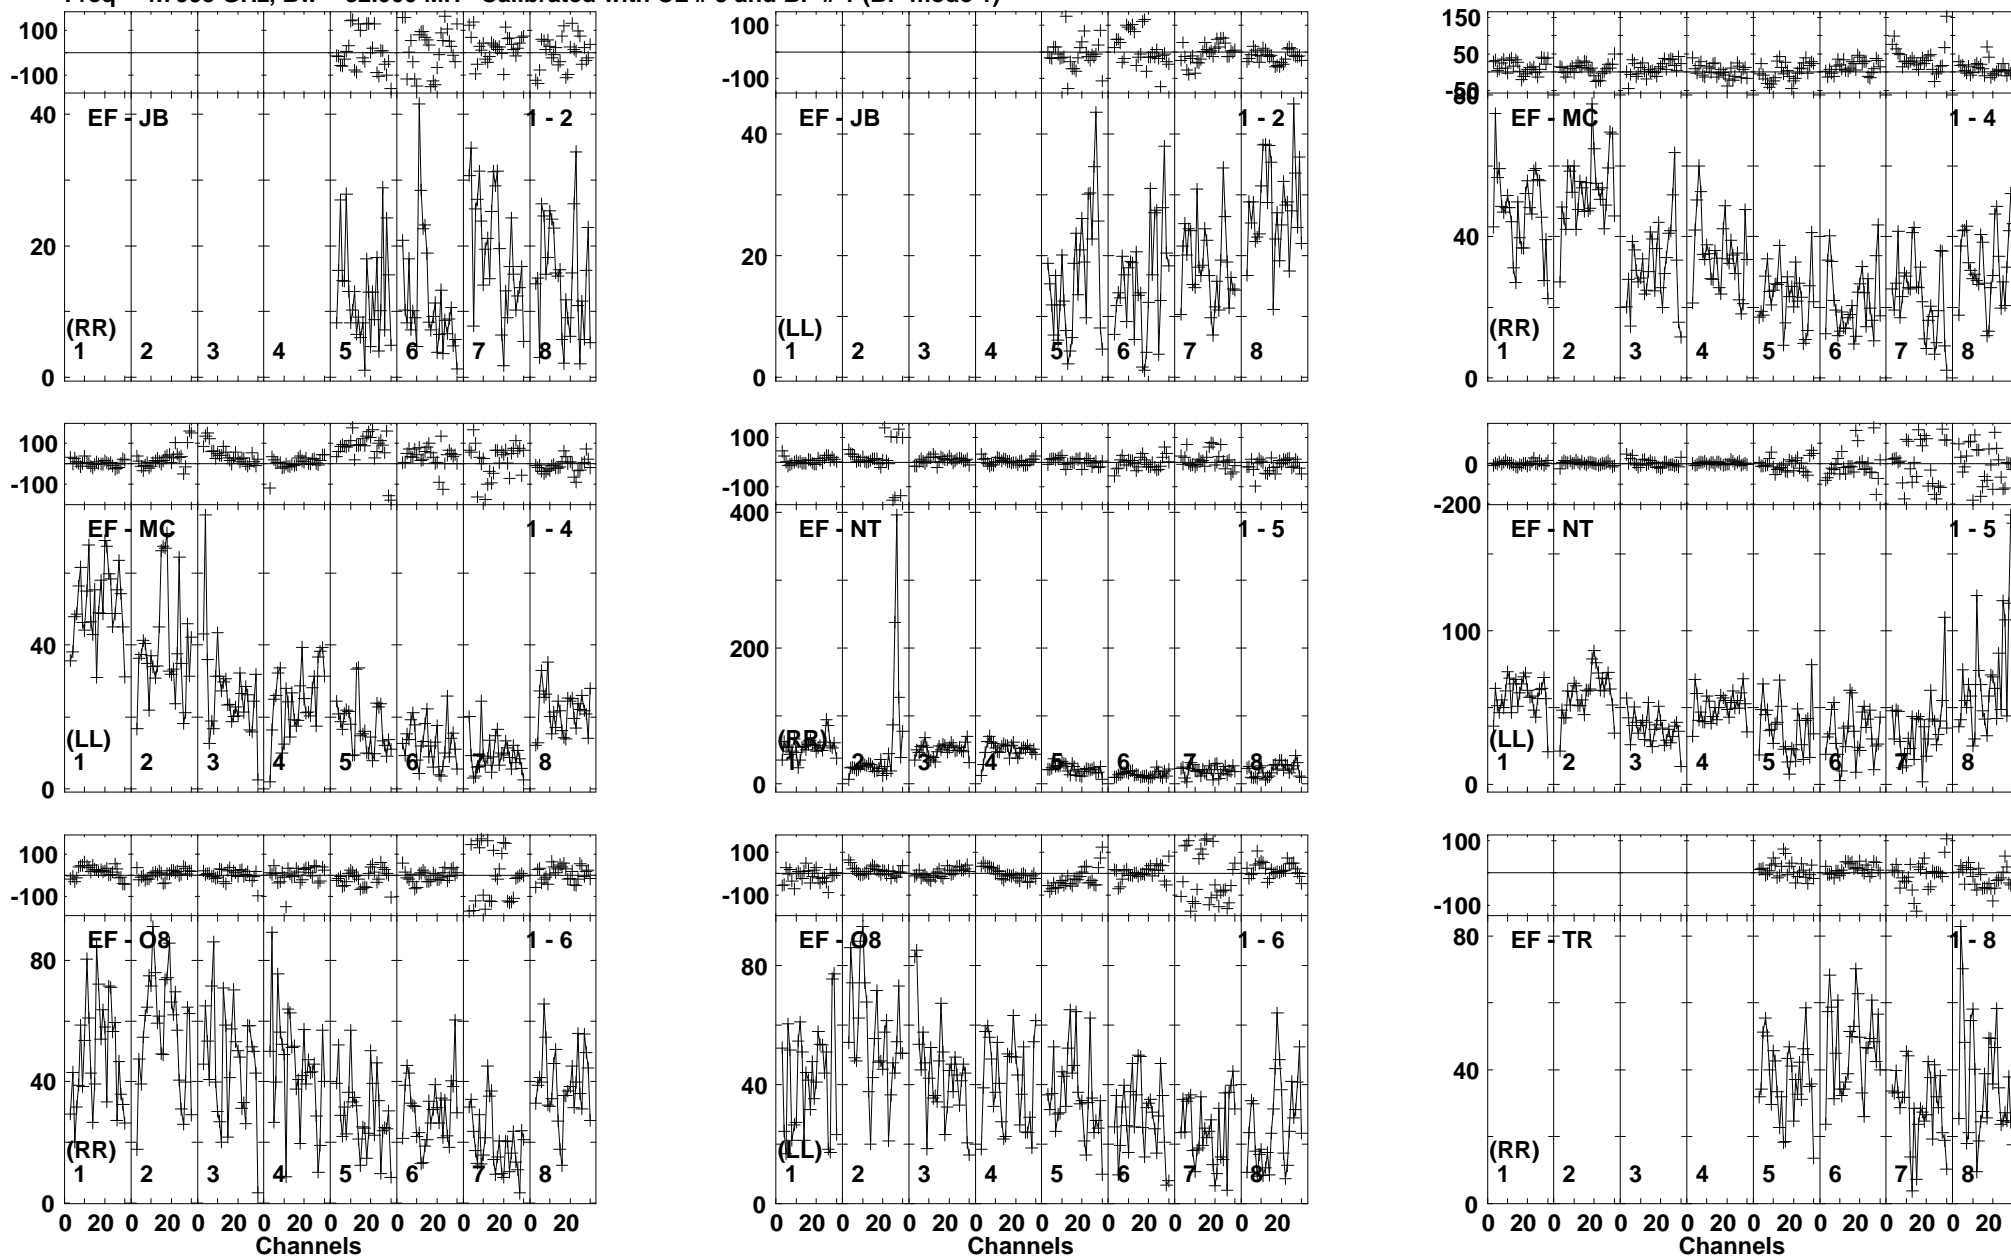 100 -100 100 -100 150 50 -50
EF - JB 1 - 2 EF - JB 1 - 2 EF - MC 1 - 4
40 20 0 40 20 0 80 40 0
(RR) (LL) (RR)
1 2 3 4 5 6 7 8 1 2 3 4 5 6 7 8 1 2 3 4 5 6 7 8
100 -100 100 -100 0 -200
EF - MC 1 - 4 EF - NT 1 - 5 EF - NT 1 - 5
40 0 400 200 0 100 0
(LL) (RR) (LL)
1 2 3 4 5 6 7 8 1 2 3 4 5 6 7 8 1 2 3 4 5 6 7 8
100 -100 100 -100 100 -100
EF - O8 1 - 6 EF - O8 1 - 6 EF - TR 1 - 8
80 40 0 80 40 0 80 40 0
(RR) (LL) (RR)
1 2 3 4 5 6 7 8 1 2 3 4 5 6 7 8 1 2 3 4 5 6 7 8
0 20 0 20 0 20 0 20 0 20 0 20 0 20 0 20 0 20 0 20 0 20 0 20 0 20 0 20 0 20 0 20 0 20 0 20 0 20 0 20 0 20 0 20 0 20 0 20
Channels Channels Channels